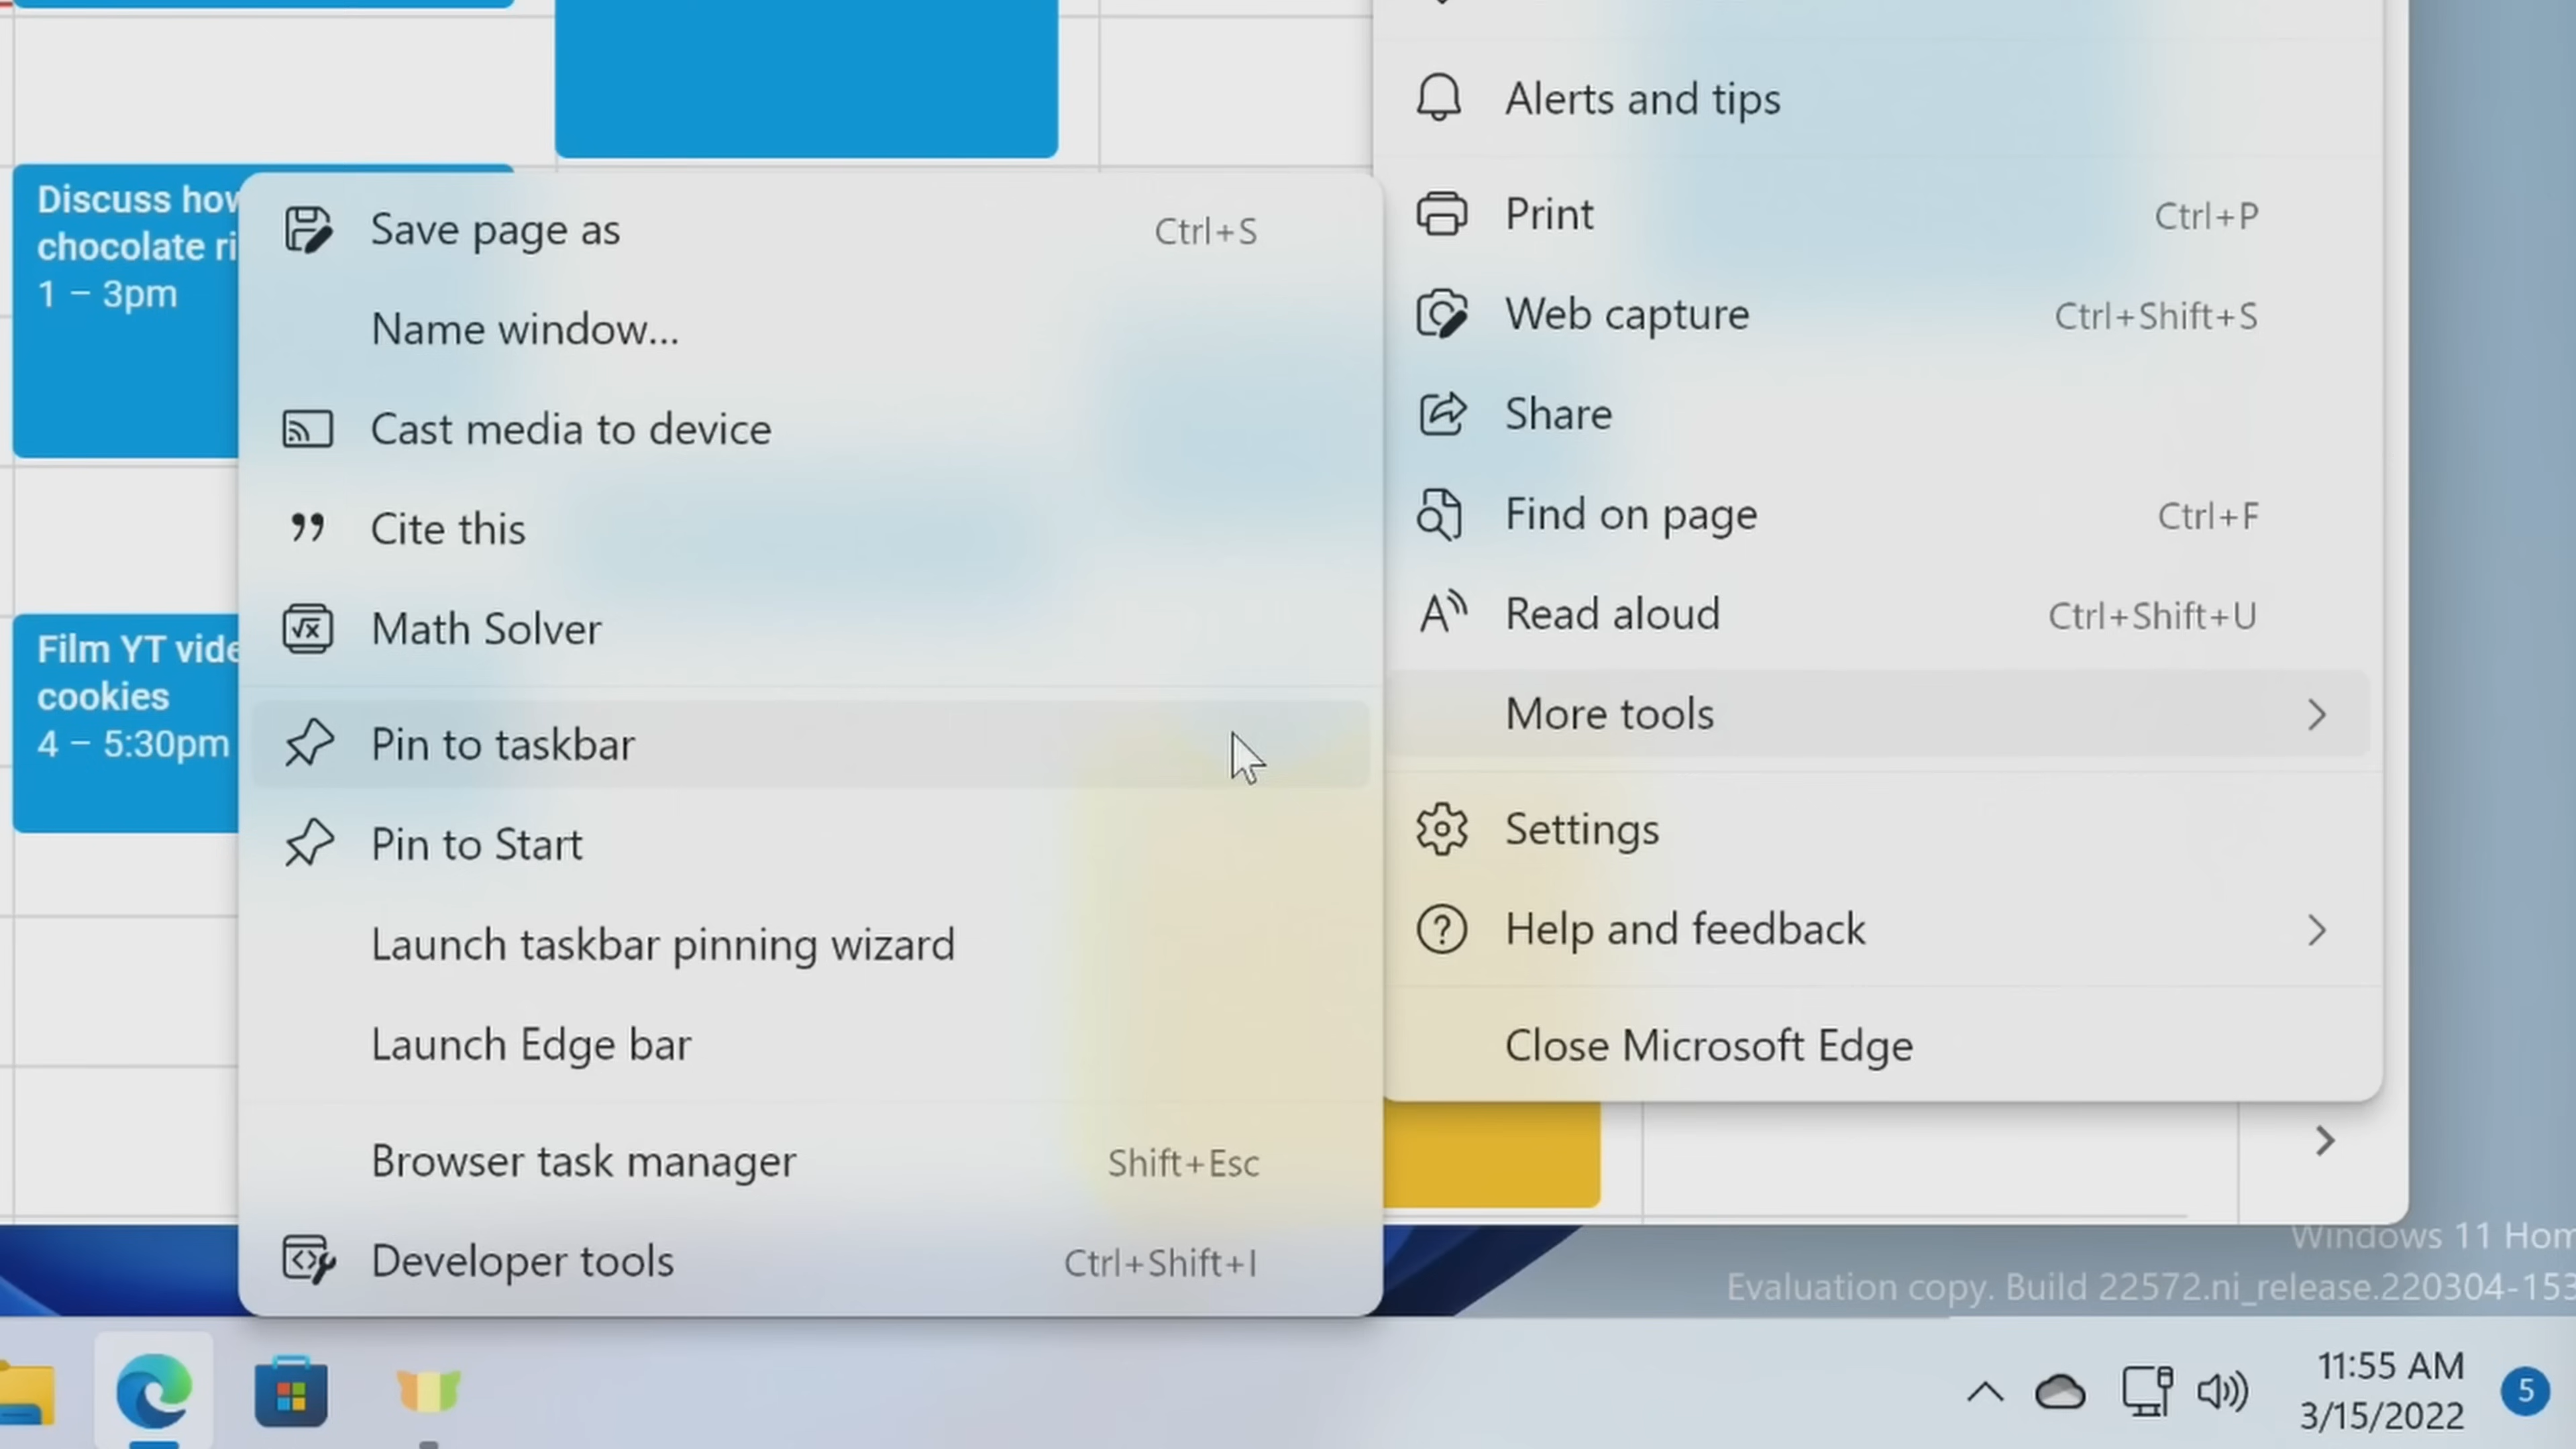 Discuss how
chocolate ri
1 – 3pm
Film YT vide
cookies
4 – 5:30pm
Save page as Ctrl+S
Name window...
Cast media to device
Cite this
Math Solver
Pin to taskbar
Pin to Start
Launch taskbar pinning wizard
Launch Edge bar
Browser task manager Shift+Esc
Developer tools Ctrl+Shift+I
Alerts and tips
Print Ctrl+P
Web capture Ctrl+Shift+S
Share
Find on page Ctrl+F
Read aloud Ctrl+Shift+U
More tools
Settings
Help and feedback
Close Microsoft Edge
Windows 11 Hom
Evaluation copy. Build 22572.ni_release.220304-153
11:55 AM
3/15/2022
5